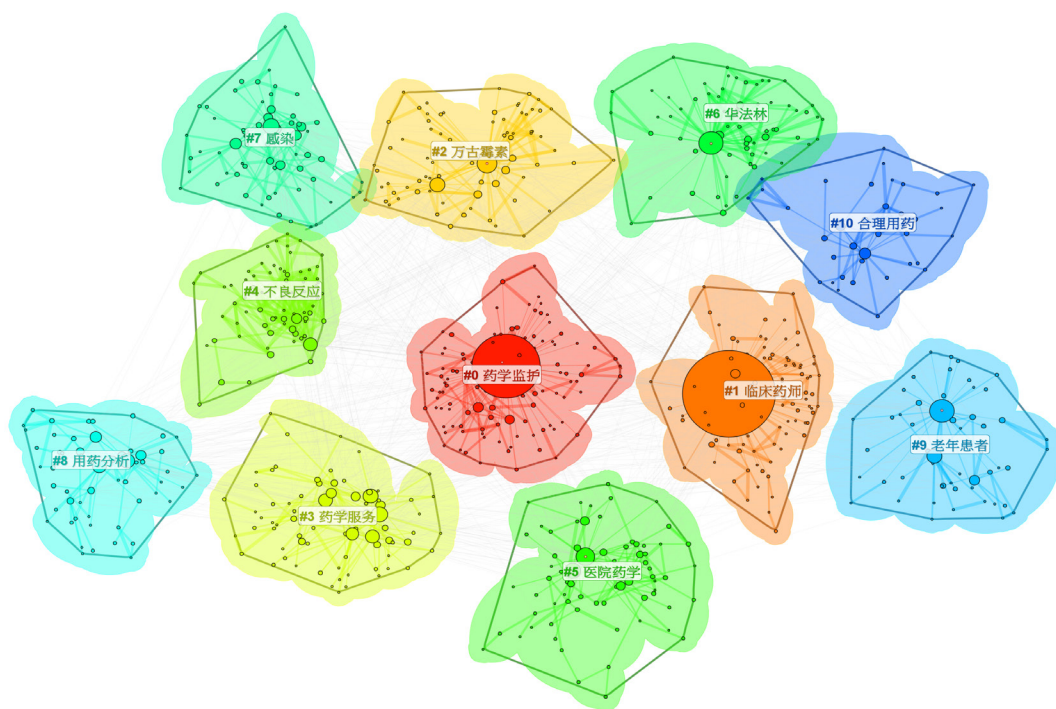 #6 华法林
#7 感染
#2 万古霉素
#10 合理用药
#4 不良反应
#0 药学监护
#1 临床药师
#9 老年患者
#8 用药分析
#3 药学服务
#5 医院药学